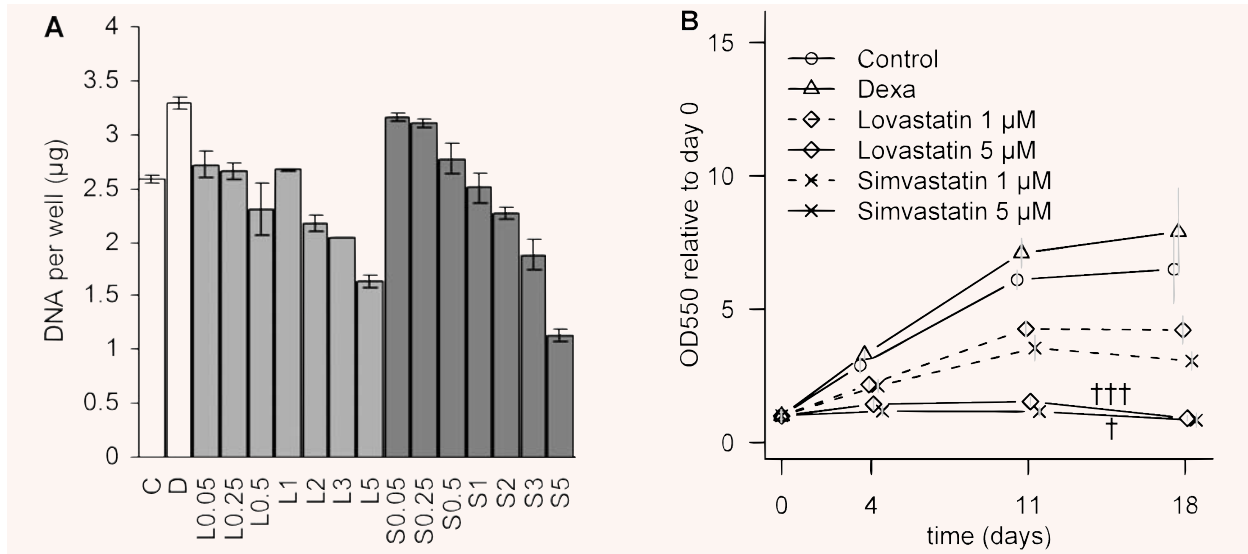 A
DNA per well (µg)
4
3.5
3
2.5
2
1.5
1
0.5
0
C
D
L0.05
L0.25
L0.5
L1
L2
L3
L5
S0.05
S0.25
S0.5
S1
S2
S3
S5
B
OD550 relative to day 0
15
10
5
0
Control
Dexa
Lovastatin 1 µM
Lovastatin 5 µM
Simvastatin 1 µM
Simvastatin 5 µM
†††
†
0 4 11 18
time (days)